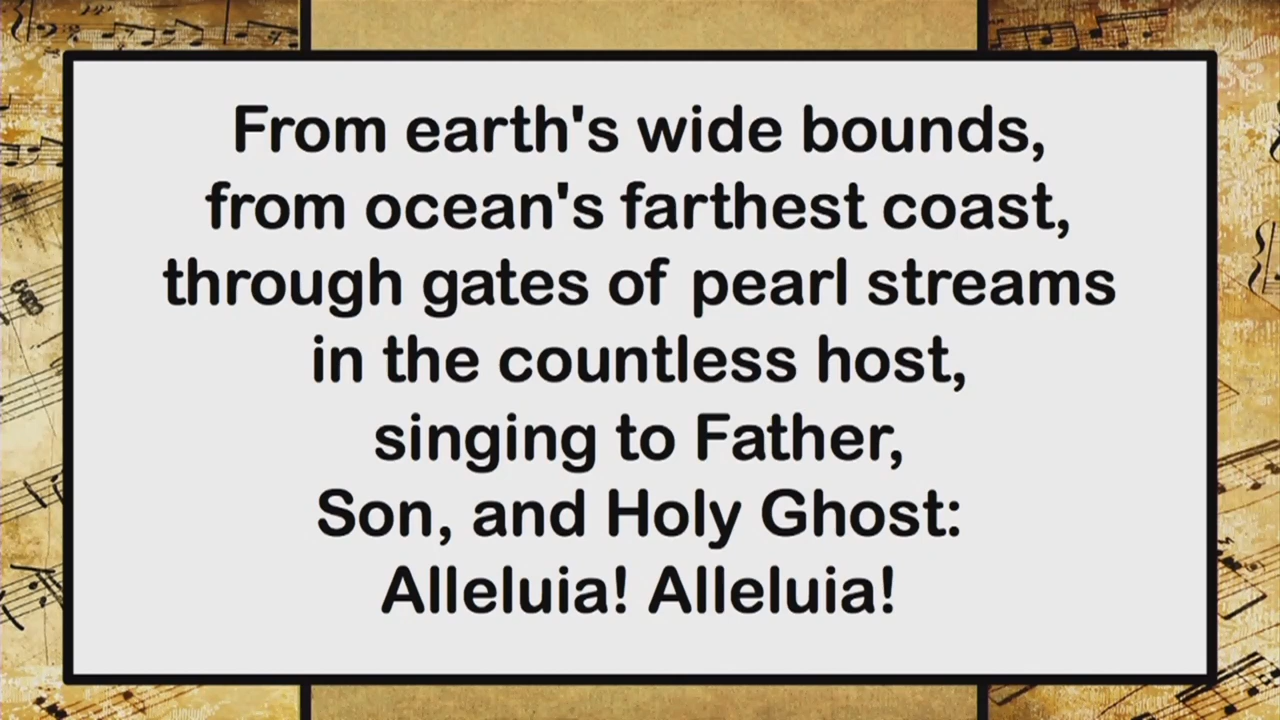 From earth's wide bounds,
from ocean's farthest coast,
through gates of pearl streams
in the countless host,
singing to Father,
Son, and Holy Ghost:
Alleluia! Alleluia!